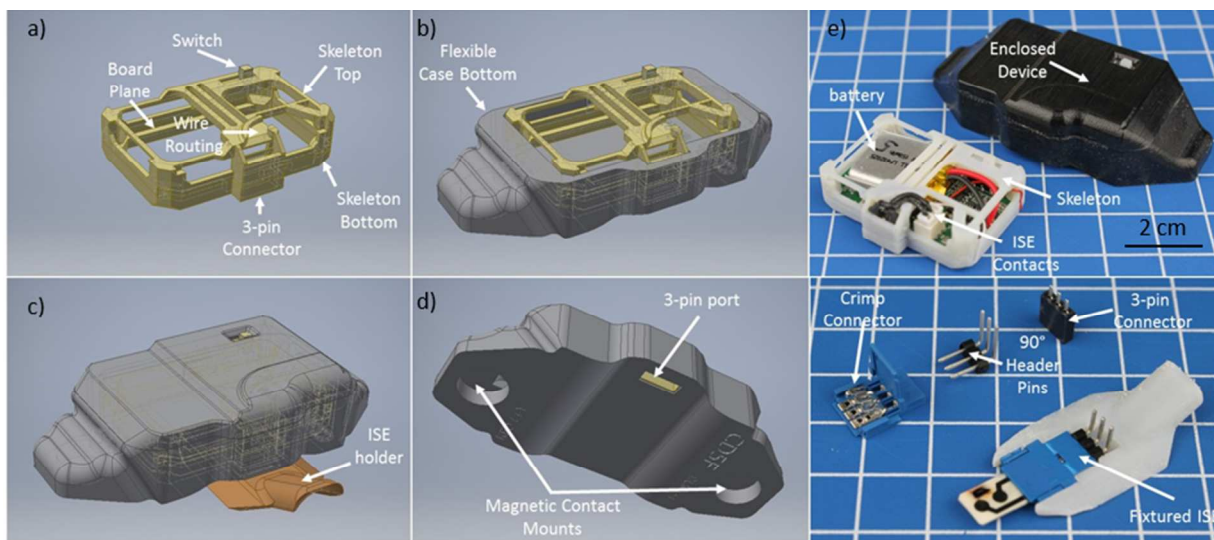 a)
Switch
Skeleton
Top
Board
Plane
Wire
Routing
Skeleton
Bottom
3-pin
Connector
b)
Flexible
Case Bottom
c)
ISE
holder
d)
3-pin port
CDSF
Magnetic Contact
Mounts
e)
Enclosed
Device
battery
Skeleton
2 cm
ISE
Contacts
Crimp
Connector
3-pin
Connector
90°
Header
Pins
Fixtured ISE